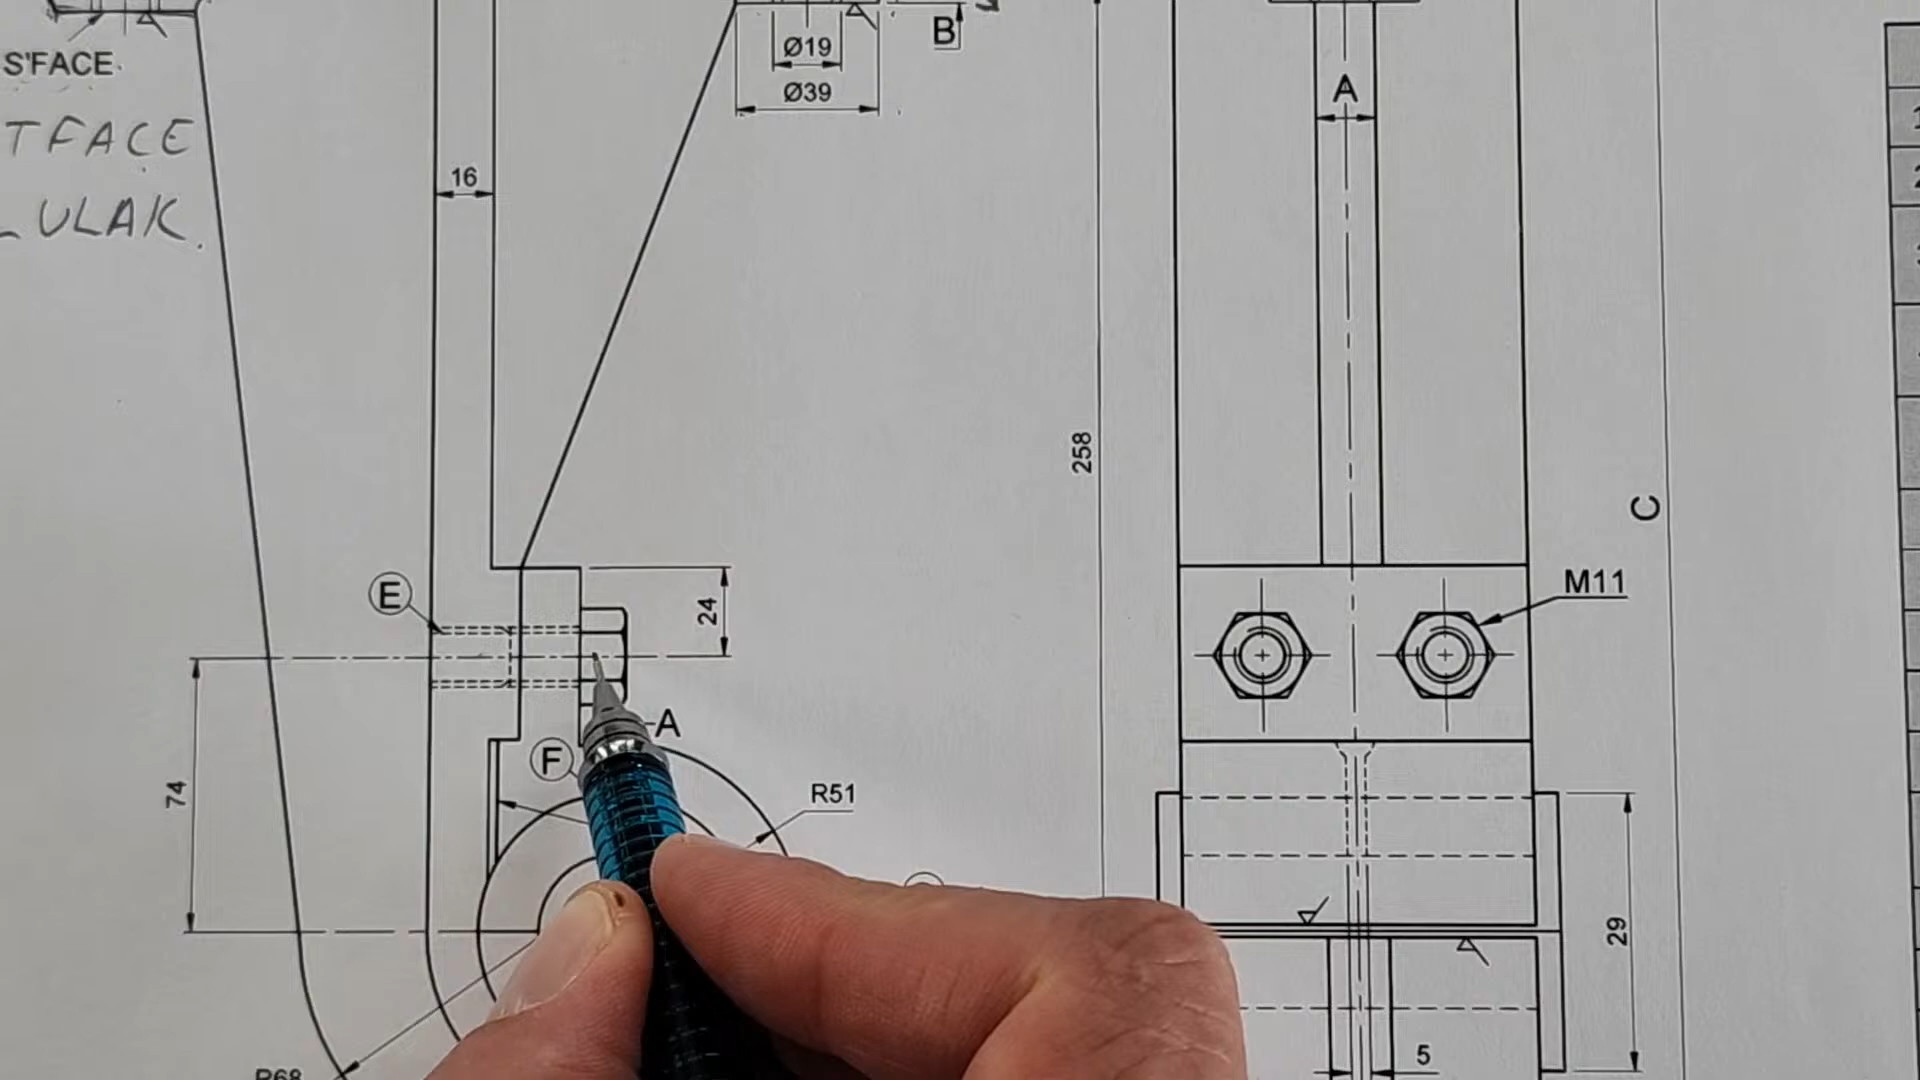 S'FACE
TFACE
ULAK.
16
Ø19
Ø39
B
A
258
C
M11
E
24
74
A
F
R51
29
5
R68